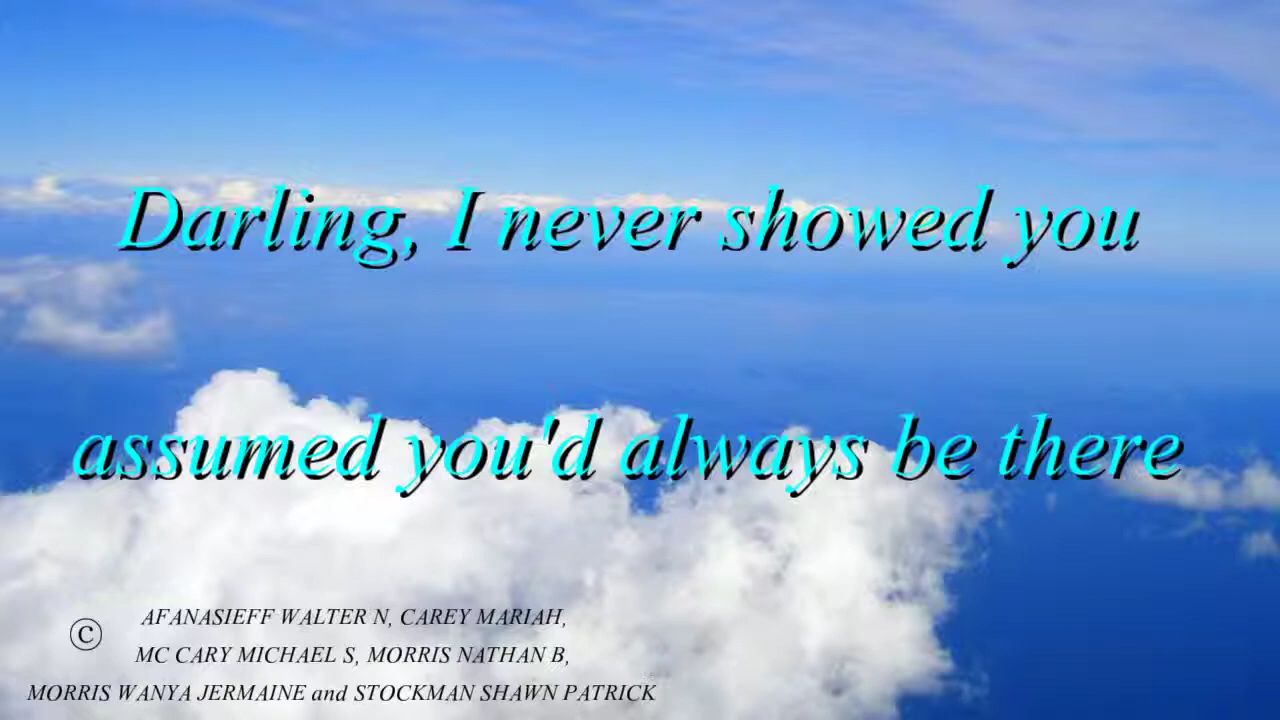 Darling, I never showed you
assumed you'd always be there
© AFANASIEFF WALTER N, CAREY MARIAH,
MC CARY MICHAEL S, MORRIS NATHAN B,
MORRIS WANYA JERMAINE and STOCKMAN SHAWN PATRICK